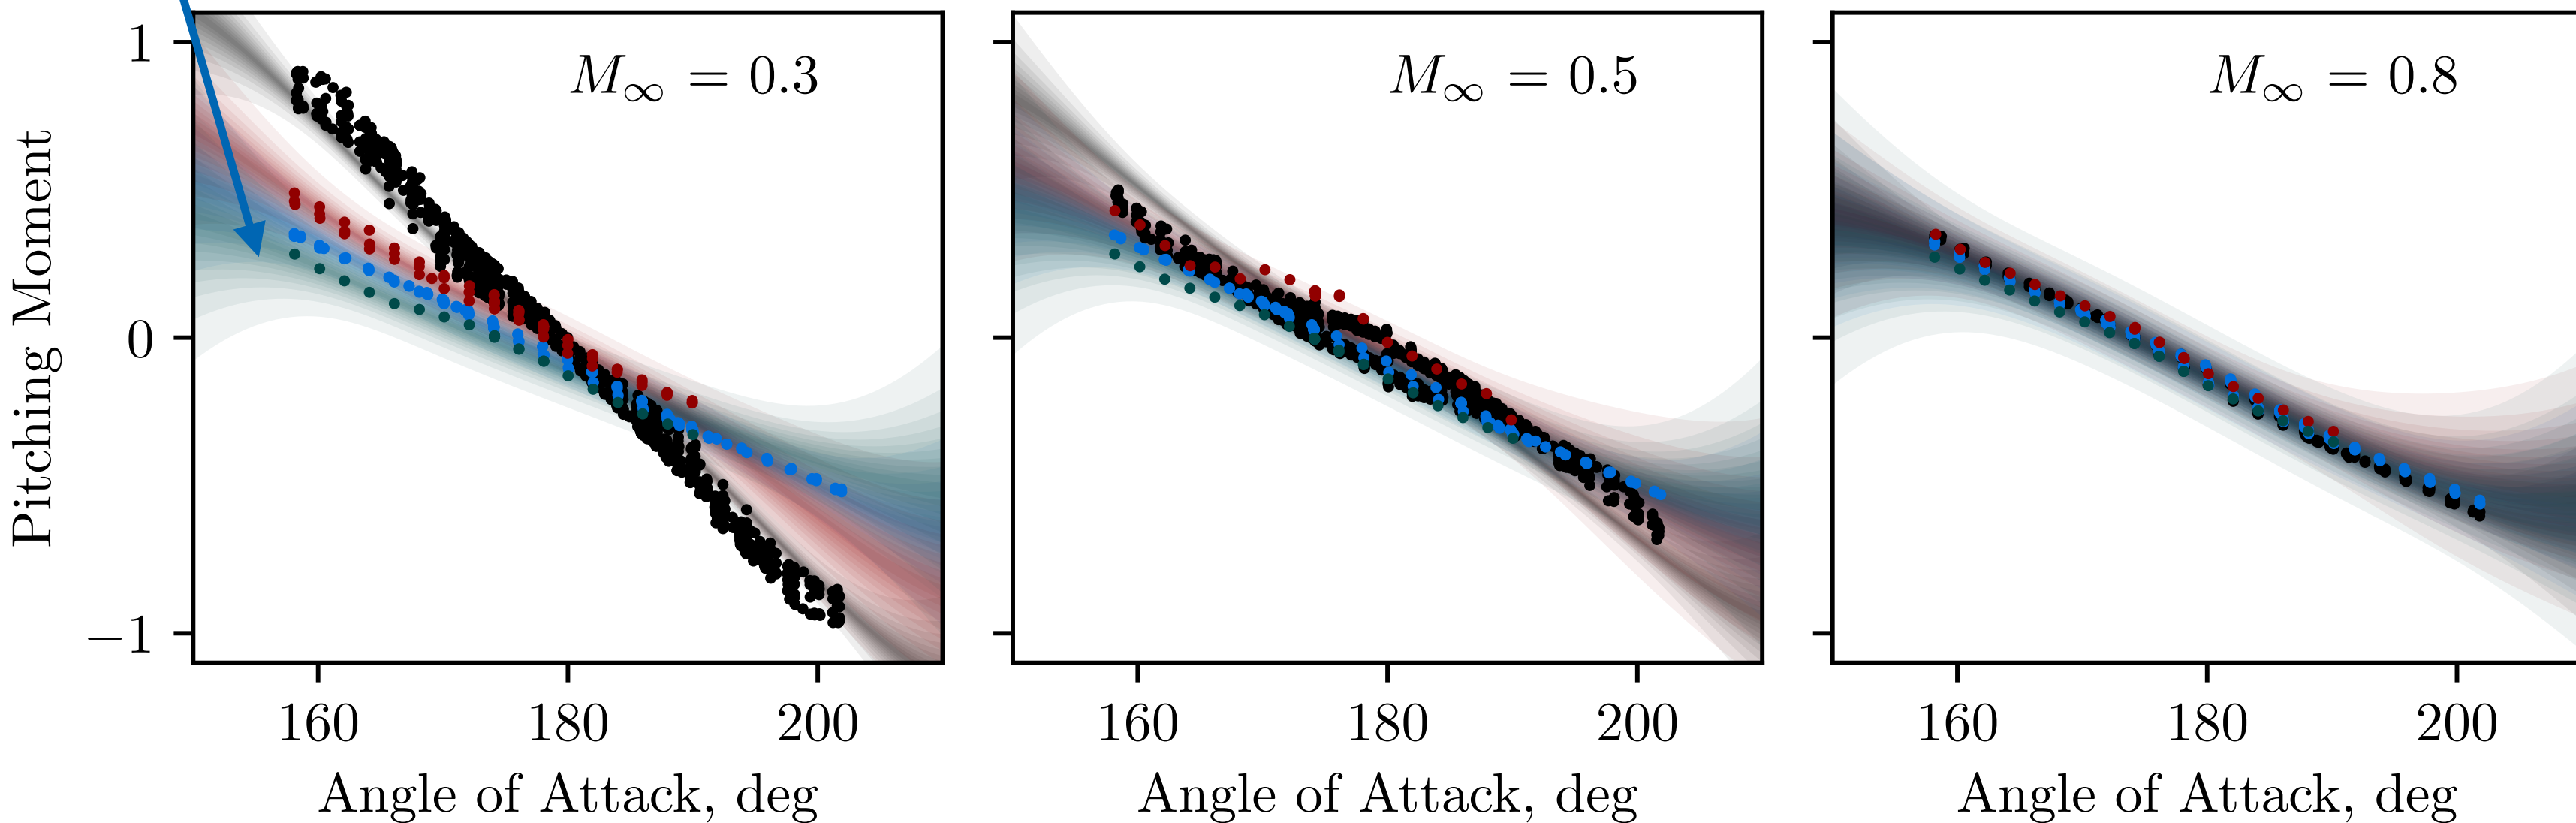 Pitching Moment
1
0
−1
M∞ = 0.3
160 180 200
Angle of Attack, deg
M∞ = 0.5
160 180 200
Angle of Attack, deg
M∞ = 0.8
160 180 200
Angle of Attack, deg